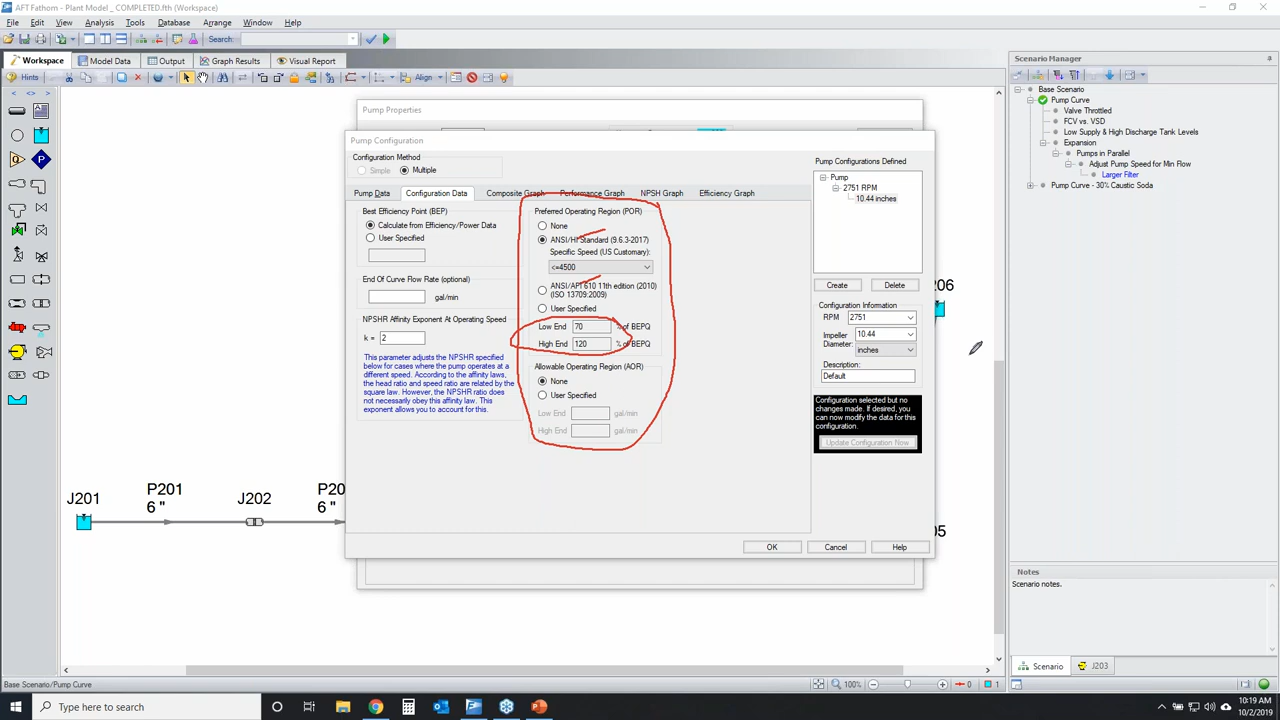 AFT Fathom - Plant Model _ COMPLETED.fth (Workspace)
File Edit View Analysis Tools Database Arrange Window Help
Search:
Workspace Model Data Output Graph Results Visual Report
Hints Align
Scenario Manager
Base Scenario
Pump Curve
Valve Throttled
FCV vs. VSD
Low Supply & High Discharge Tank Levels
Expansion
Pumps in Parallel
Adjust Pump Speed for Min Flow
Larger Filter
Pump Curve - 30% Caustic Soda
Pump Properties
Pump Configuration
Configuration Method
Simple Multiple
Pump Data Configuration Data Composite Graph Performance Graph NPSH Graph Efficiency Graph
Best Efficiency Point (BEP)
Calculate from Efficiency/Power Data
User Specified
End Of Curve Flow Rate (optional)
gal/min
NPSHR Affinity Exponent At Operating Speed
k = 2
This parameter adjusts the NPSHR specified
below for cases where the pump operates at a
different speed. According to the affinity laws,
the head ratio and speed ratio are related by the
square law. However, the NPSHR ratio does
not necessarily obey this affinity law. This
exponent allows you to account for this.
Preferred Operating Region (POR)
None
ANSI/HI Standard (9.6.3-2017)
Specific Speed (US Customary):
<=4500
ANSI/API 610 11th edition (2010)
(ISO 13709:2009)
User Specified
Low End 70 % of BEPQ
High End 120 % of BEPQ
Allowable Operating Region (AOR)
None
User Specified
Low End gal/min
High End gal/min
Pump Configurations Defined
Pump
2751 RPM
10.44 inches
Create Delete
Configuration Information
RPM 2751
Impeller 10.44
Diameter: inches
Description:
Default
Configuration selected but no
changes made. If desired, you
can now modify the data for this
configuration.
Update Configuration Now
OK Cancel Help
J201
P201
6 "
J202
P20
6 "
206
05
Notes
Scenario notes.
Scenario J203
Base Scenario/Pump Curve
100% 0 1
Type here to search
10:19 AM
10/2/2019